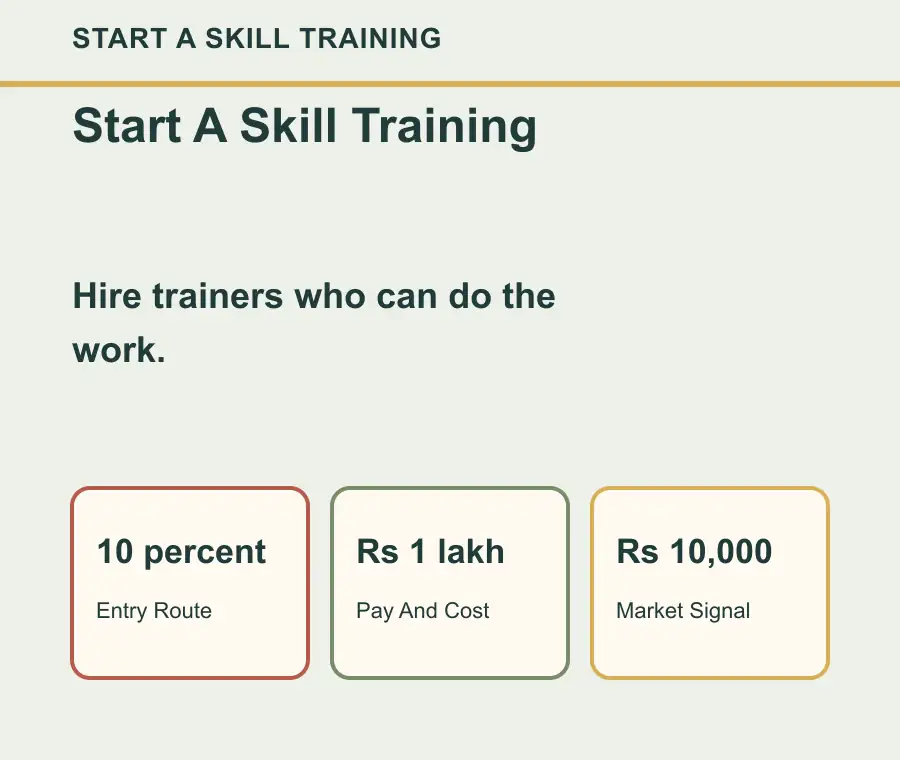 START A SKILL TRAINING
Start A Skill Training
Hire trainers who can do the
work.
10 percent
Entry Route
Rs 1 lakh
Pay And Cost
Rs 10,000
Market Signal